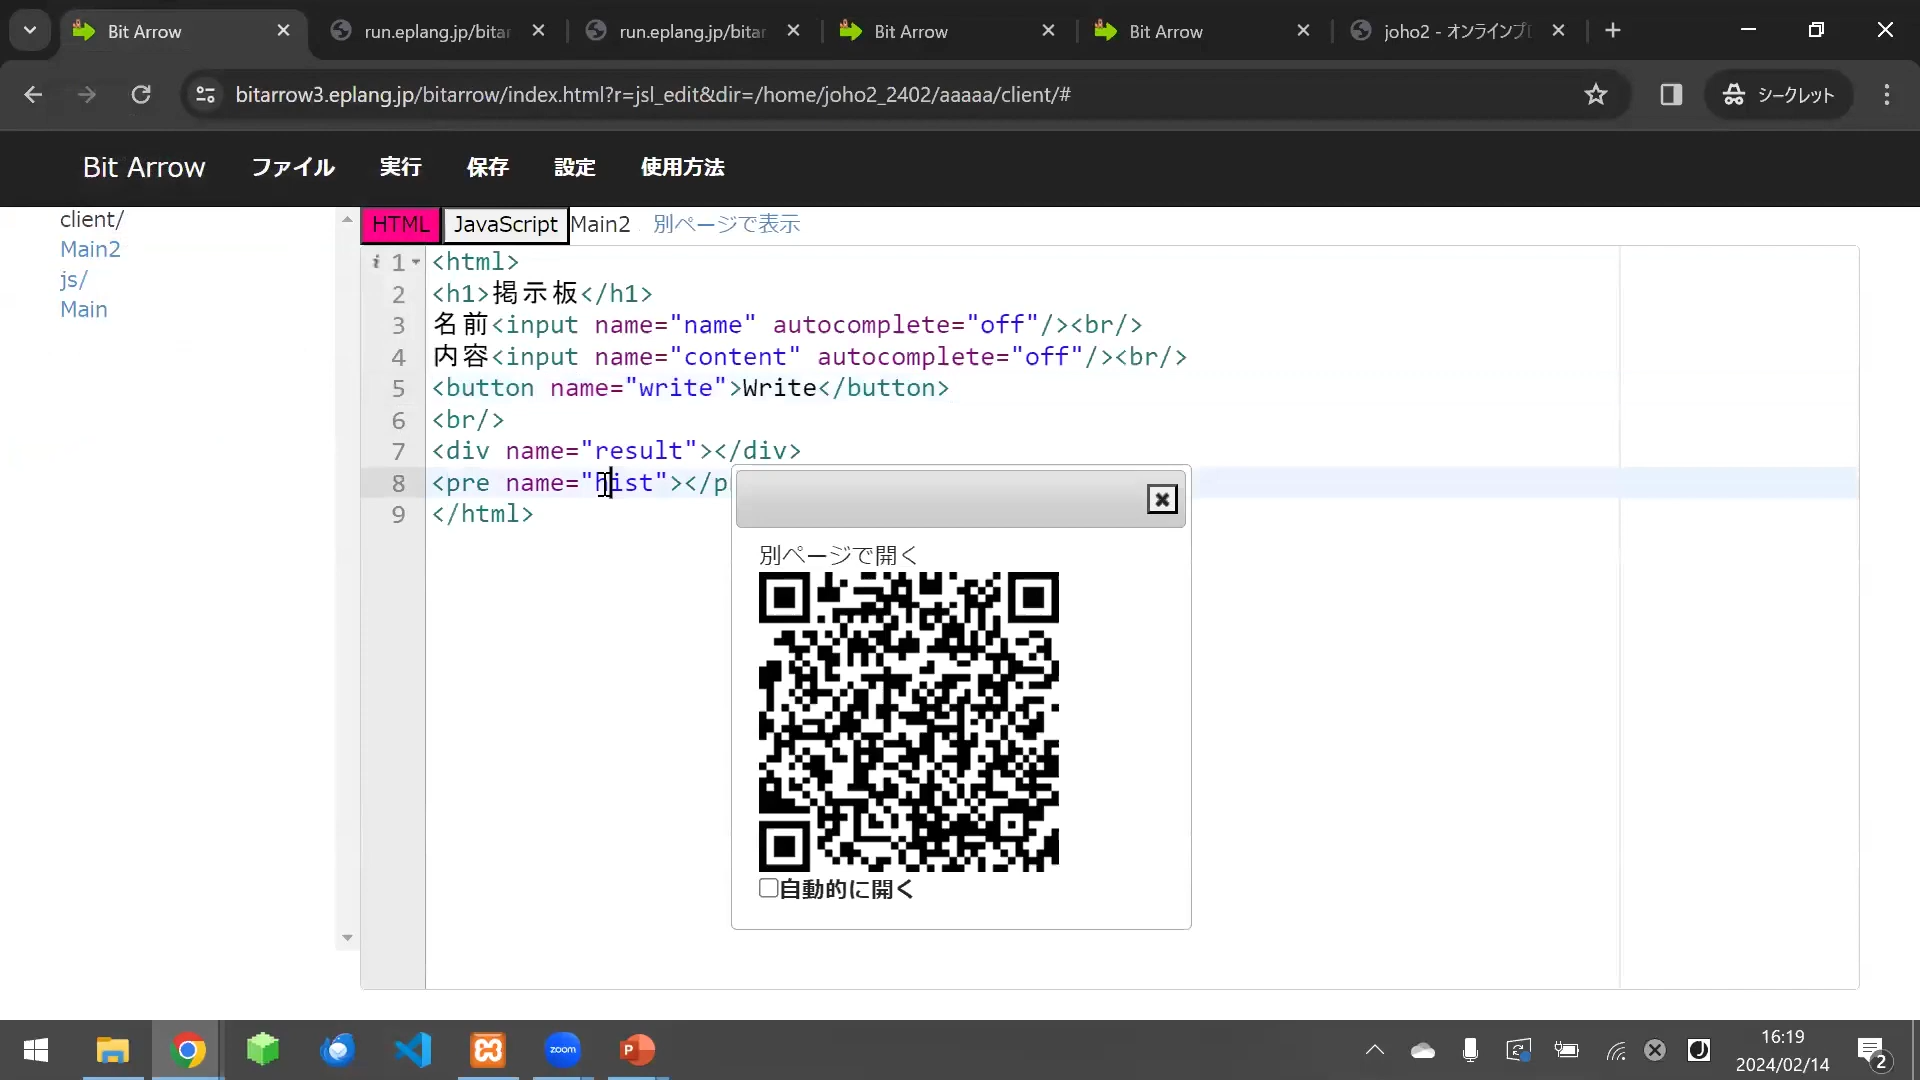 Bit Arrow
run.eplang.jp/bitar
run.eplang.jp/bitar
Bit Arrow
Bit Arrow
joho2 - オンラインプ
bitarrow3.eplang.jp/bitarrow/index.html?r=jsl_edit&dir=/home/joho2_2402/aaaaa/client/#
シークレット
Bit Arrow ファイル 実行 保存 設定 使用方法
client/
Main2
js/
Main
HTML JavaScript Main2 別ページで表示
1 <html>
2 <h1>掲示板</h1>
3 名前<input name="name" autocomplete="off"/><br/>
4 内容<input name="content" autocomplete="off"/><br/>
5 <button name="write">Write</button>
6 <br/>
7 <div name="result"></div>
8 <pre name="hist"></p
9 </html>
別ページで開く
自動的に開く
zoom
16:19
2024/02/14
2